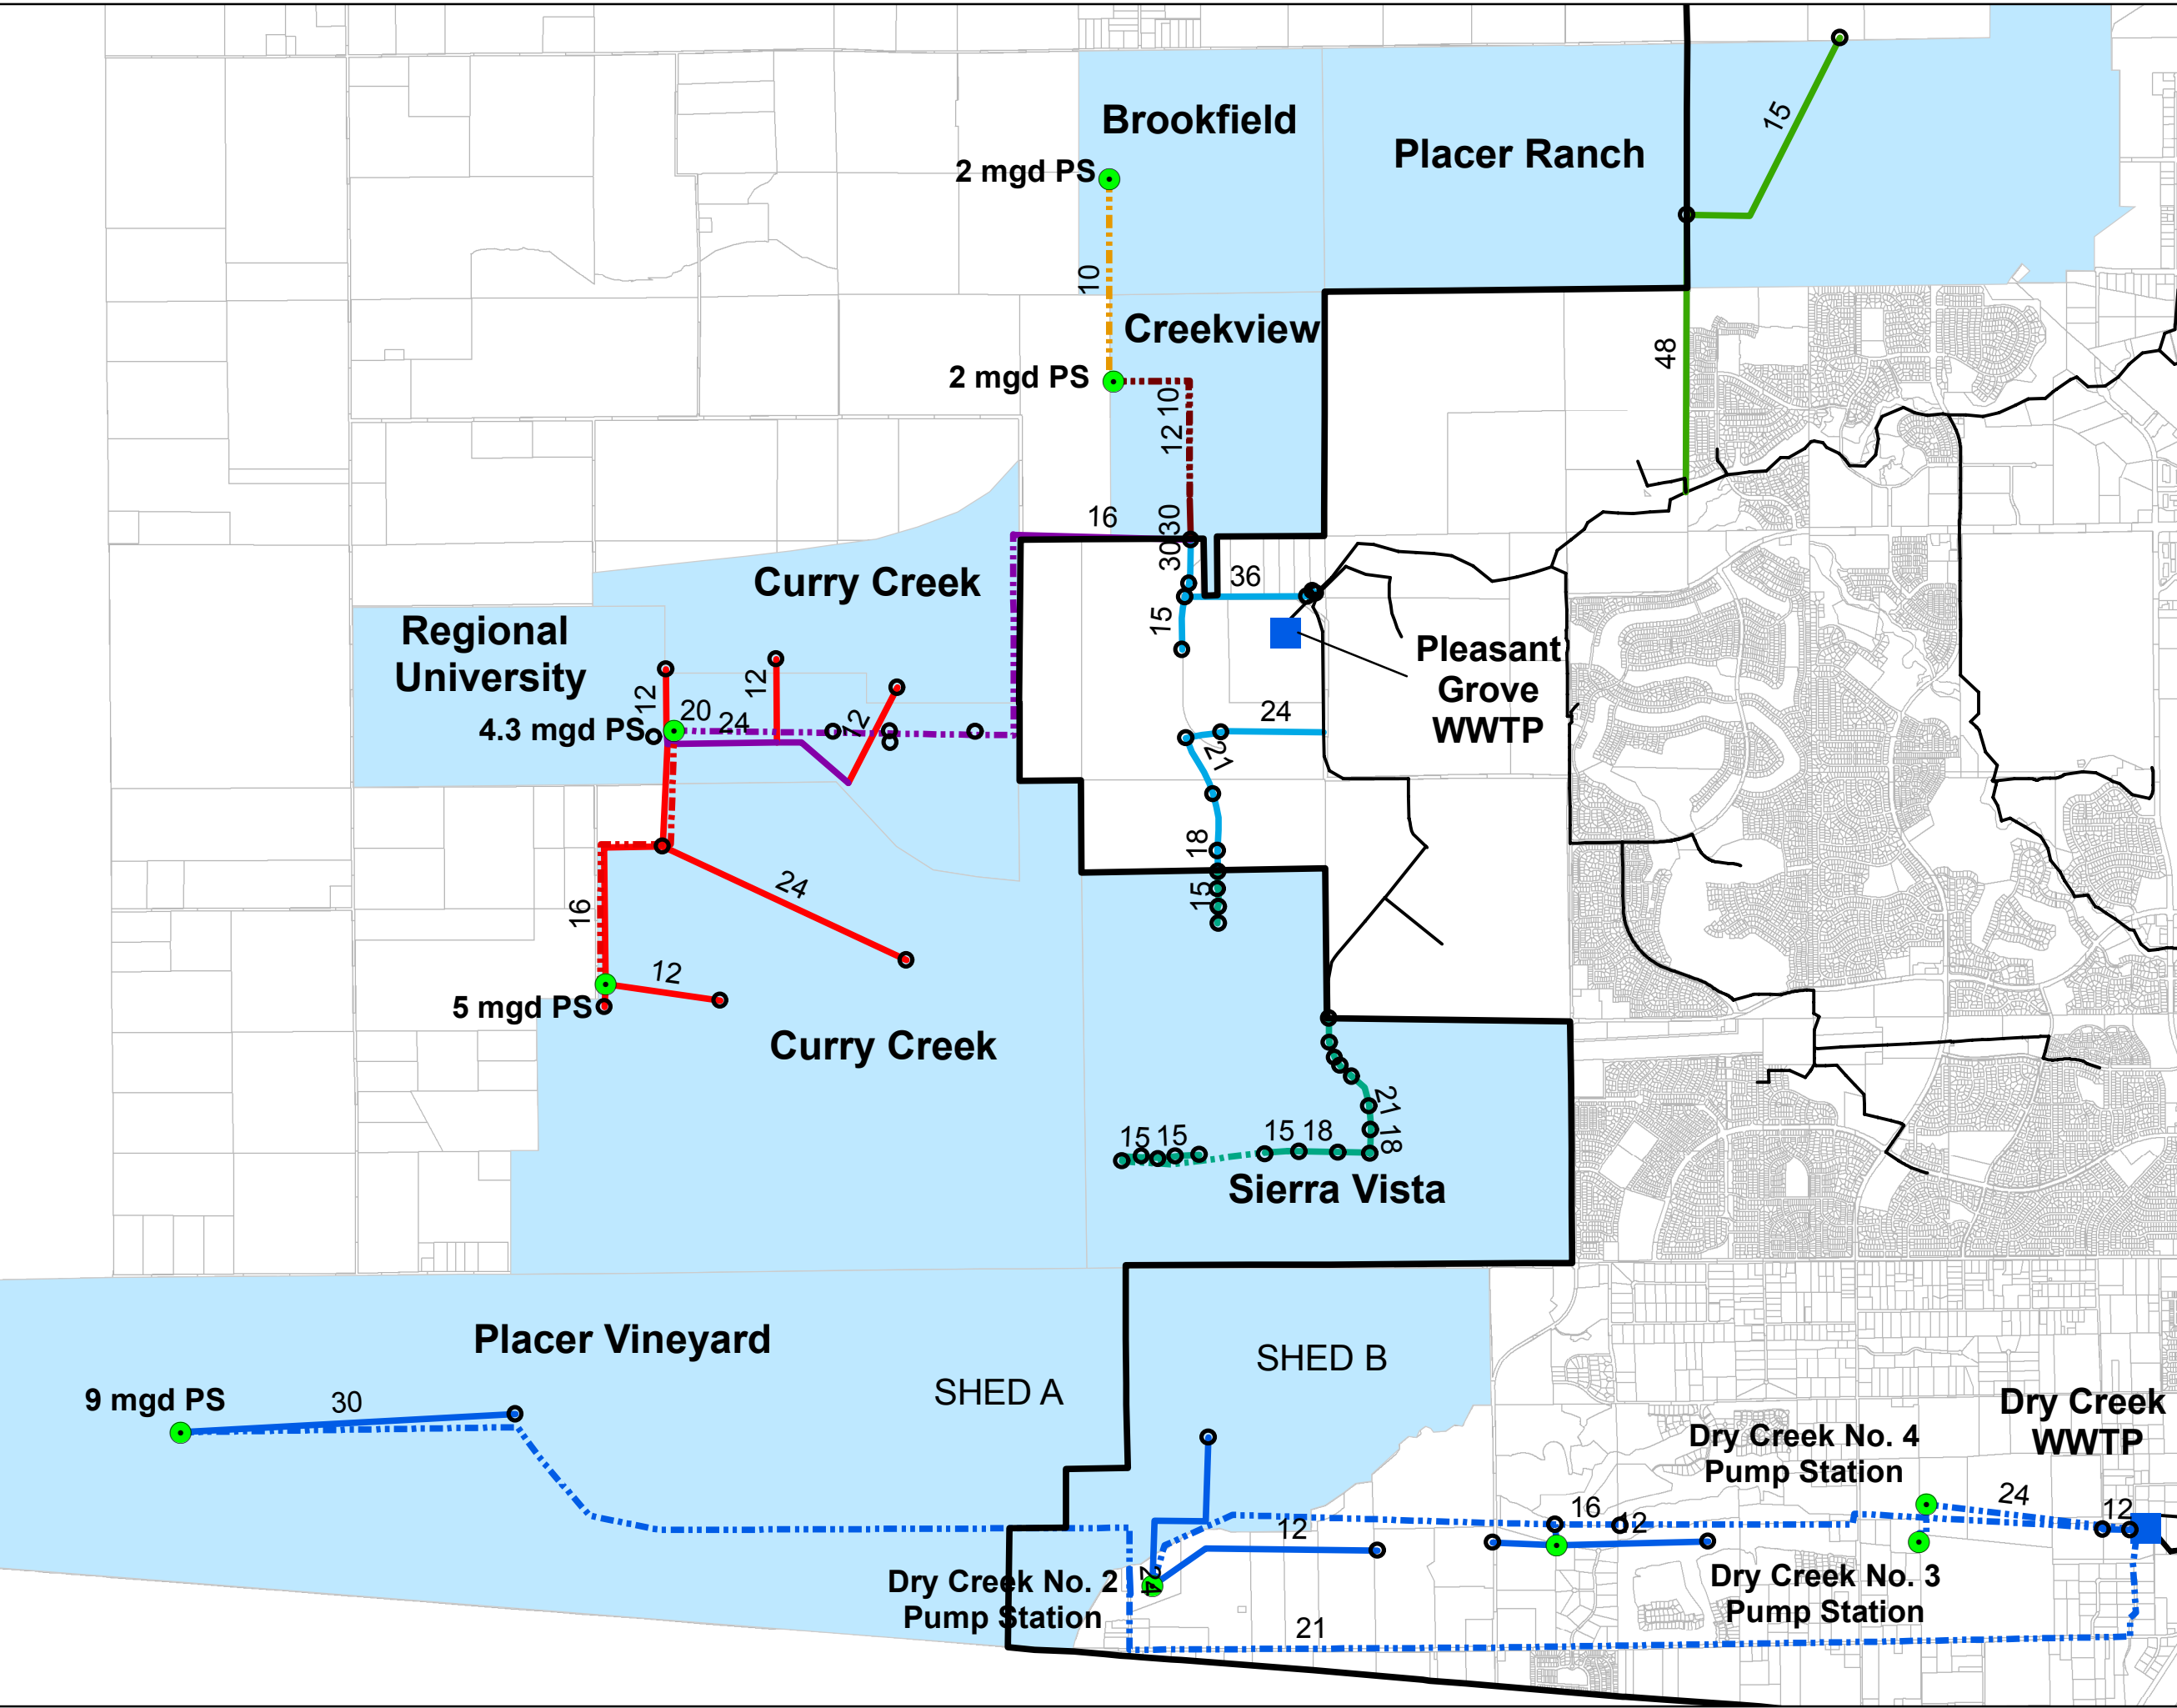 15
Brookfield
Placer Ranch
2 mgd PS
10
Creekview
48
2 mgd PS
10
12
16
30
30
36
15
Curry Creek
Regional
University
12
12
12
20
24
4.3 mgd PS
Pleasant
Grove
WWTP
24
21
18
15
24
16
12
5 mgd PS
Curry Creek
21
18
15
15
15
18
Sierra Vista
Placer Vineyard
SHED B
SHED A
9 mgd PS
30
Dry Creek
WWTP
Dry Creek No. 4
Pump Station
24
16
12
12
12
Dry Creek No. 2
Pump Station
24
Dry Creek No. 3
Pump Station
21